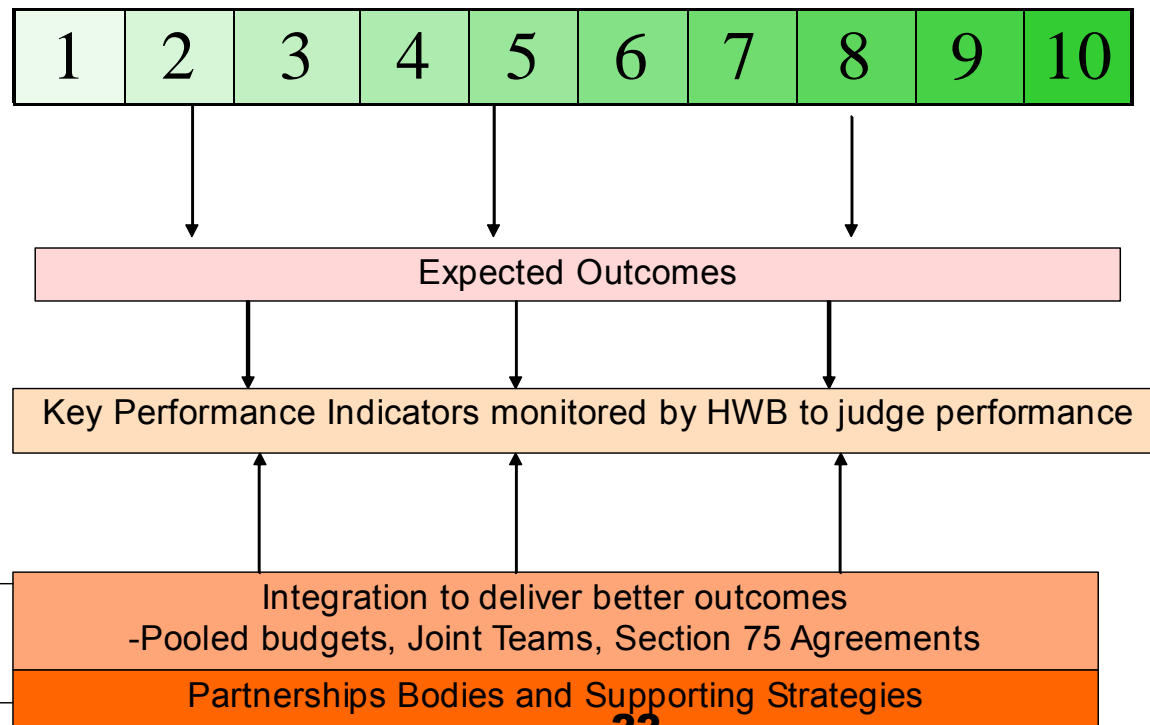 1 2 3 4 5 6 7 8 9 10
Expected Outcomes
Key Performance Indicators monitored by HWB to judge performance
Integration to deliver better outcomes
-Pooled budgets, Joint Teams, Section 75 Agreements
Partnerships Bodies and Supporting Strategies